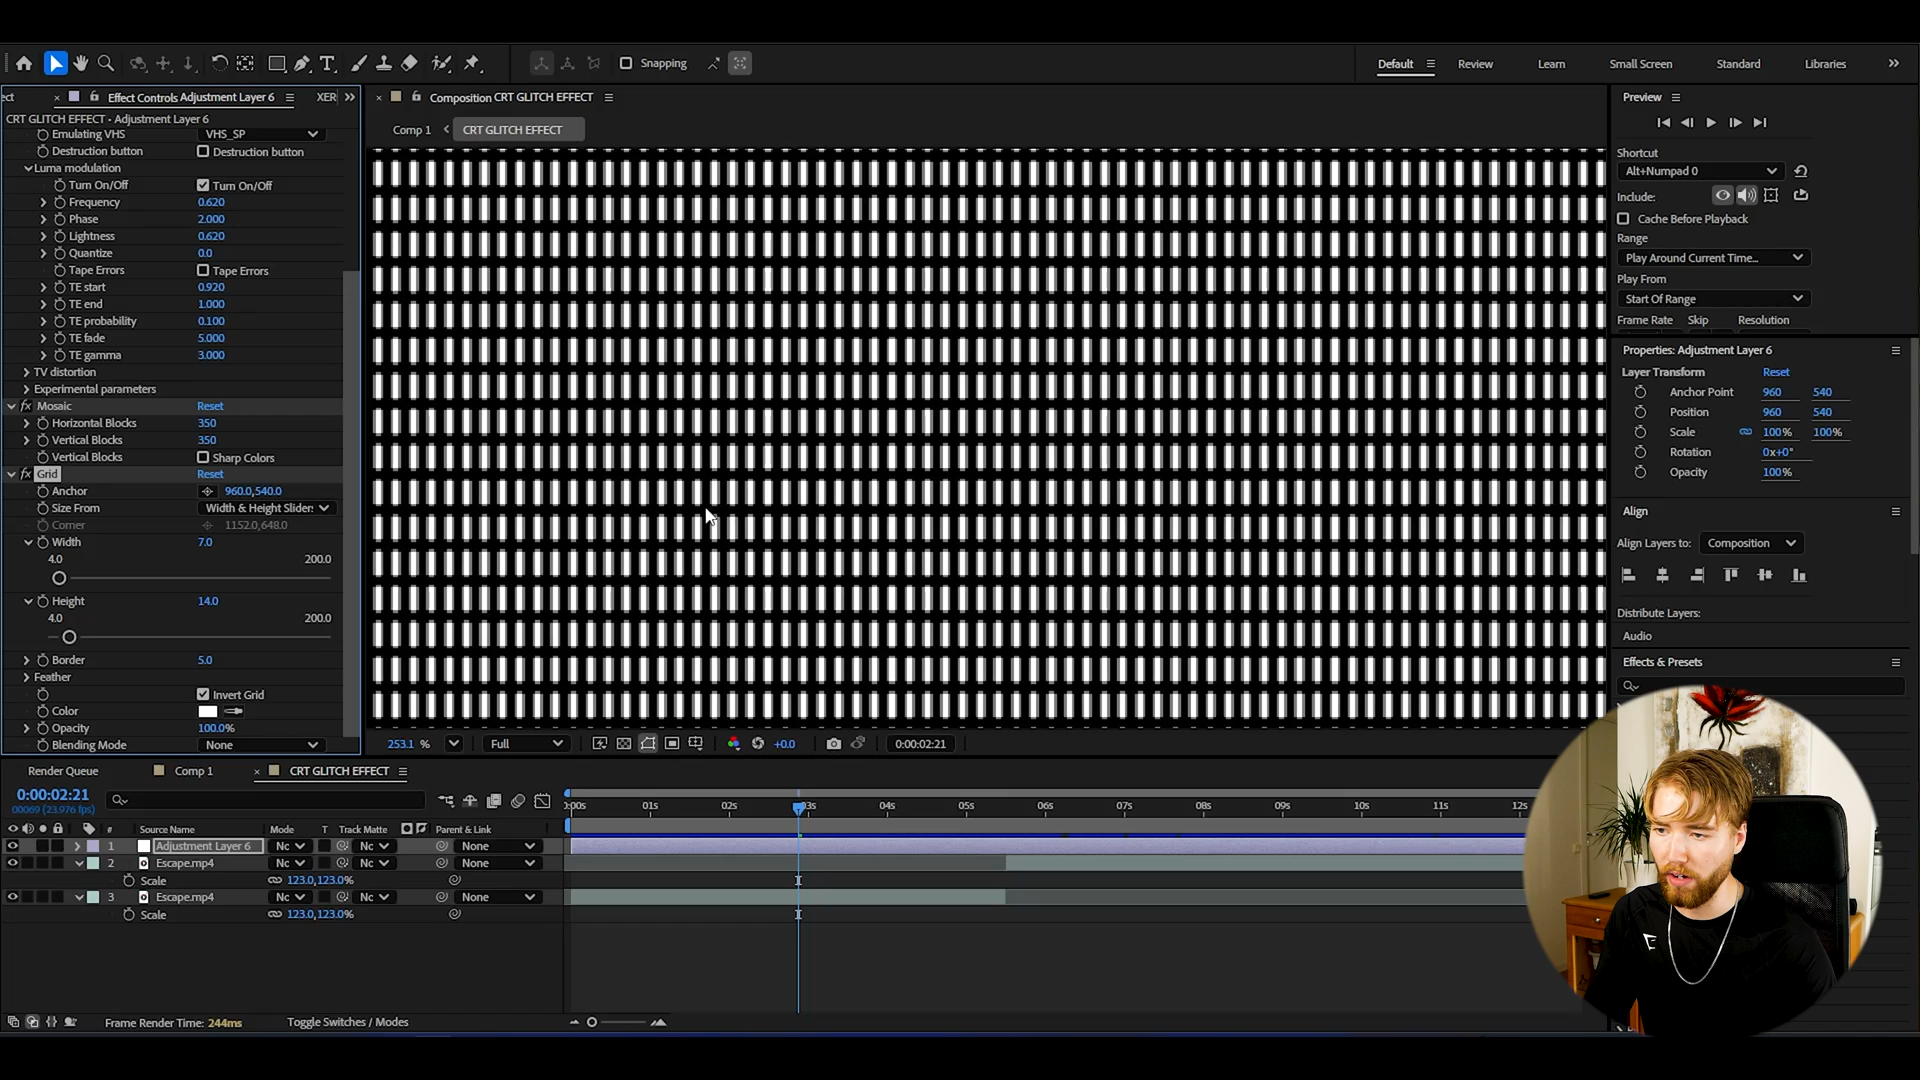 Snapping
Default
Review
Learn
Small Screen
Standard
Libraries
ect
Effect Controls Adjustment Layer 6
XER
Composition CRT GLITCH EFFECT
Preview
CRT GLITCH EFFECT • Adjustment Layer 6
Comp 1
CRT GLITCH EFFECT
Emulating VHS VHS_SP
Destruction button Destruction button
Luma modulation
Turn On/Off Turn On/Off
Frequency 0.620
Phase 2.000
Lightness 0.620
Quantize 0.0
Tape Errors Tape Errors
TE start 0.920
TE end 1.000
TE probability 0.100
TE fade 5.000
TE gamma 3.000
TV distortion
Experimental parameters
fx Mosaic Reset
Horizontal Blocks 350
Vertical Blocks 350
Vertical Blocks Sharp Colors
fx Grid Reset
Anchor 960.0,540.0
Size From Width & Height Sliders
Corner 1152.0,648.0
Width 7.0
4.0 200.0
Height 14.0
4.0 200.0
Border 5.0
Feather
Invert Grid
Color
Opacity 100.0%
Blending Mode None
253.1 %
Full
+0.0
0:00:02:21
Shortcut
Alt+Numpad 0
Include:
Cache Before Playback
Range
Play Around Current Time...
Play From
Start Of Range
Frame Rate Skip Resolution
Properties: Adjustment Layer 6
Layer Transform Reset
Anchor Point 960 540
Position 960 540
Scale 100% 100%
Rotation 0x+0°
Opacity 100%
Align
Align Layers to: Composition
Distribute Layers:
Audio
Effects & Presets
Render Queue
Comp 1
CRT GLITCH EFFECT
0:00:02:21
00069 (23.976 fps)
:00s 01s 02s 03s 04s 05s 06s 07s 08s 09s 10s 11s 12s
# Source Name Mode T Track Matte Parent & Link
1 Adjustment Layer 6 Nc Nc None
2 Escape.mp4 Nc Nc None
Scale 123.0,123.0%
3 Escape.mp4 Nc Nc None
Scale 123.0,123.0%
Frame Render Time: 244ms
Toggle Switches / Modes